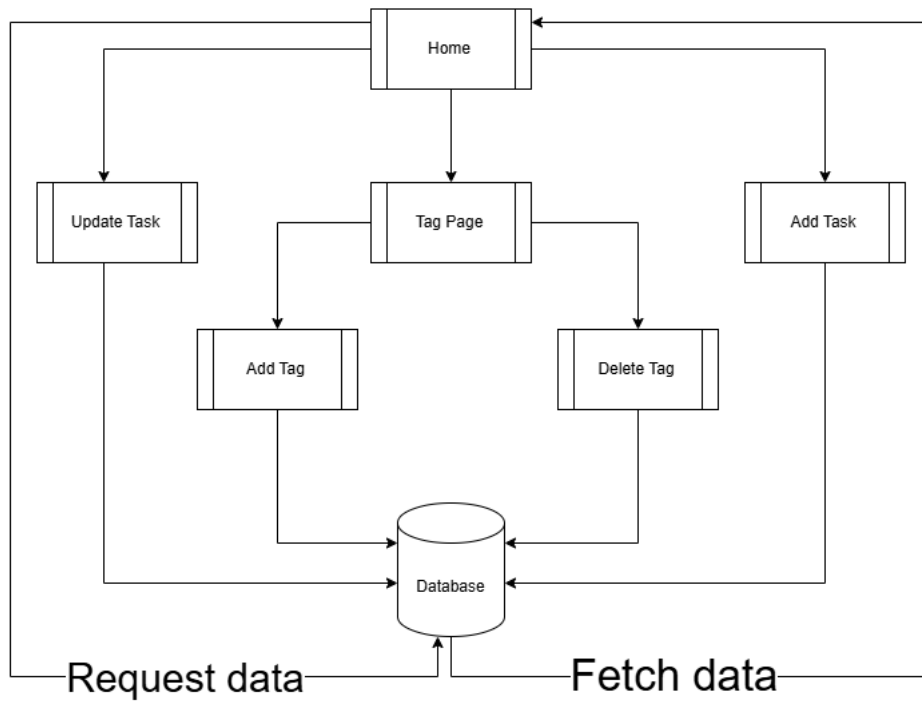 Home
Update Task
Tag Page
Add Task
Add Tag
Delete Tag
Database
Request data
Fetch data